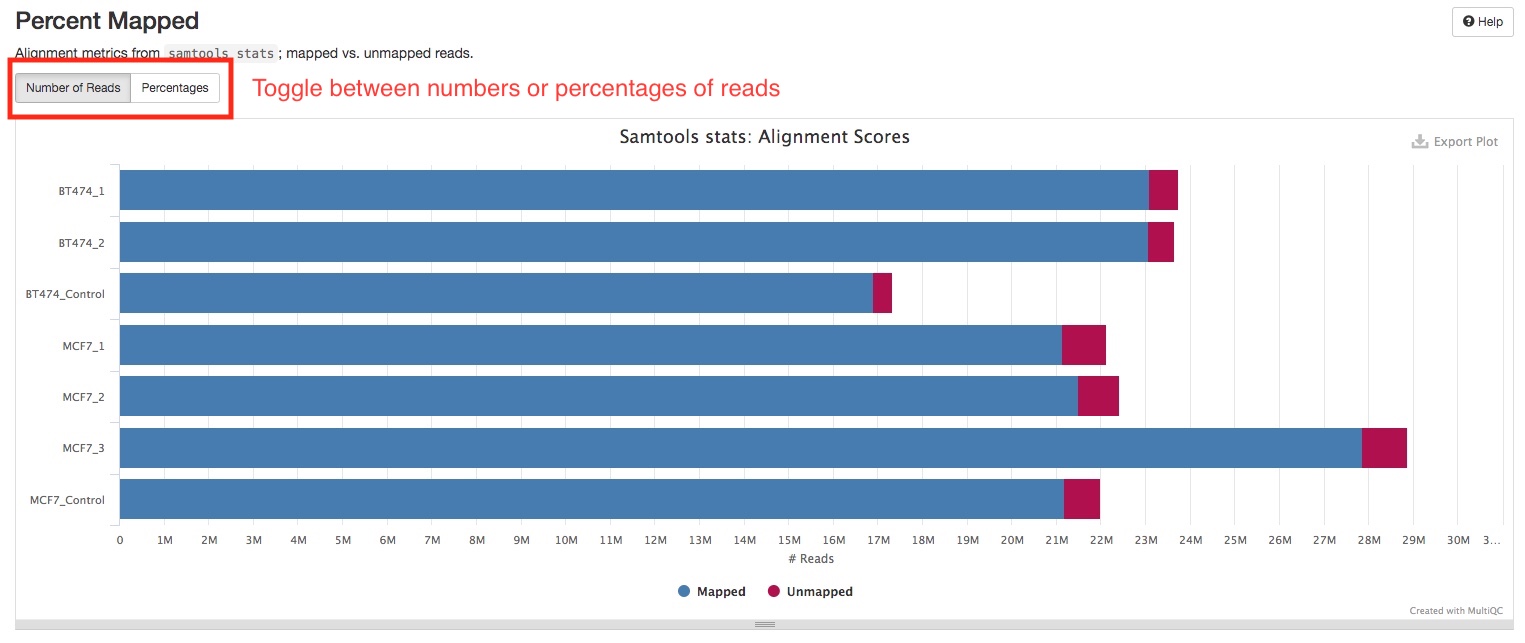 Percent Mapped
Help
Alignment metrics from samtools stats; mapped vs. unmapped reads.
Number of Reads Percentages
Toggle between numbers or percentages of reads
Samtools stats: Alignment Scores
Export Plot
BT474_1
BT474_2
BT474_Control
MCF7_1
MCF7_2
MCF7_3
MCF7_Control
0 1M 2M 3M 4M 5M 6M 7M 8M 9M 10M 11M 12M 13M 14M 15M 16M 17M 18M 19M 20M 21M 22M 23M 24M 25M 26M 27M 28M 29M 30M 3...
# Reads
Mapped Unmapped
Created with MultiQC